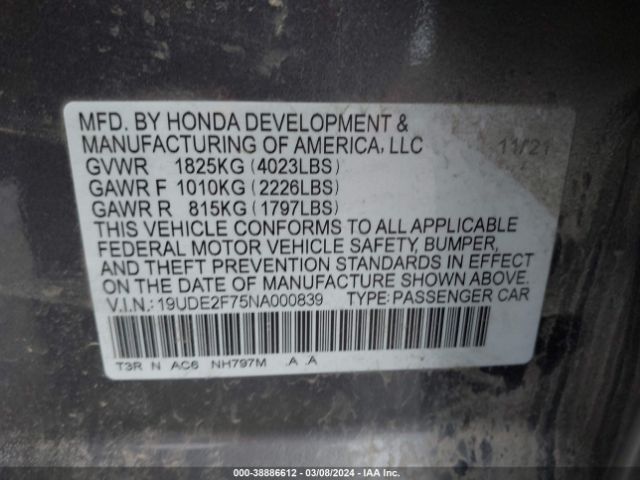 MFD. BY HONDA DEVELOPMENT &
MANUFACTURING OF AMERICA, LLC 11/21
GVWR 1825KG (4023LBS)
GAWR F 1010KG (2226LBS)
GAWR R 815KG (1797LBS)
THIS VEHICLE CONFORMS TO ALL APPLICABLE
FEDERAL MOTOR VEHICLE SAFETY, BUMPER,
AND THEFT PREVENTION STANDARDS IN EFFECT
ON THE DATE OF MANUFACTURE SHOWN ABOVE.
V.I.N.: 19UDE2F75NA000839 TYPE: PASSENGER CAR
T3R N AC6 NH797M .A .A
000-38886612 | 03/08/2024 | IAA Inc.